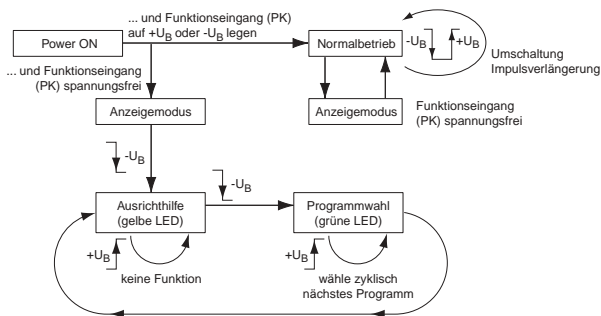 ... und Funktionseingang (PK)
auf +UB oder -UB legen
Power ON
Normalbetrieb
-UB
+UB
Umschaltung
Impulsverlängerung
... und Funktionseingang
(PK) spannungsfrei
Anzeigemodus
Anzeigemodus
Funktionseingang
(PK) spannungsfrei
-UB
-UB
Ausrichthilfe
(gelbe LED)
Programmwahl
(grüne LED)
+UB
keine Funktion
+UB
wähle zyklisch
nächstes Programm